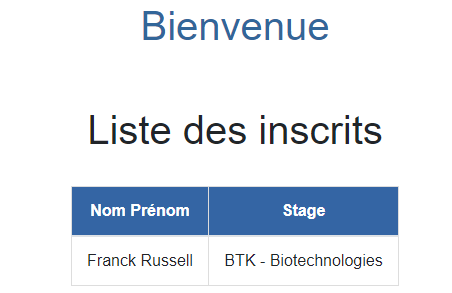 Bienvenue
Liste des inscrits
Nom Prénom Stage
Franck Russell BTK - Biotechnologies